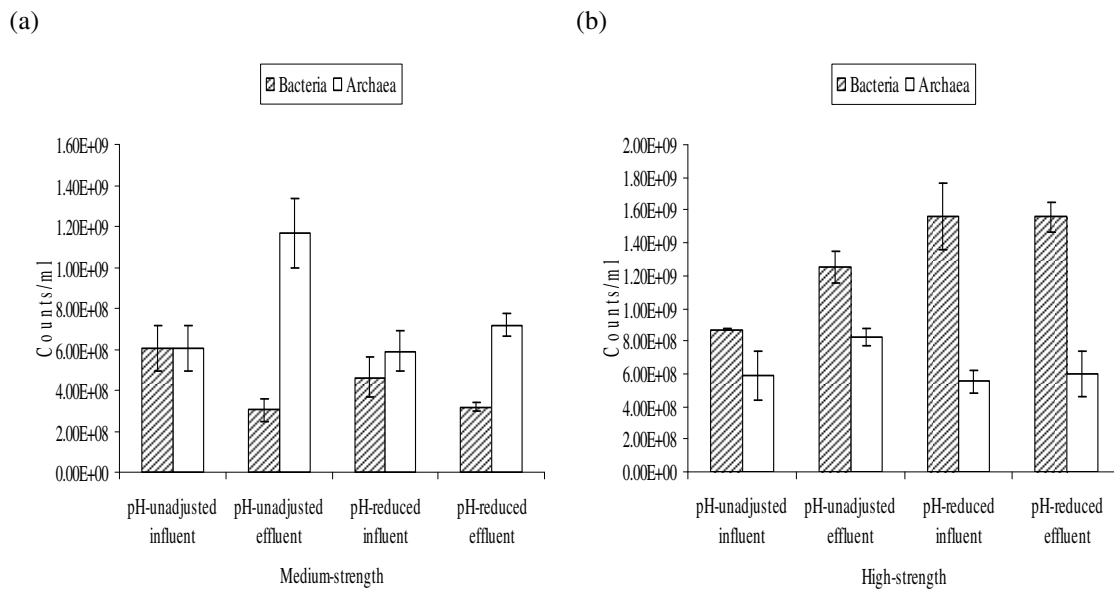 (a)
Bacteria Archaea
1.60E+09
1.40E+09
1.20E+09
1.00E+09
8.00E+08
6.00E+08
4.00E+08
2.00E+08
0.00E+00
Counts/ml
pH-unadjusted influent
pH-unadjusted effluent
pH-reduced influent
pH-reduced effluent
Medium-strength
(b)
Bacteria Archaea
2.00E+09
1.80E+09
1.60E+09
1.40E+09
1.20E+09
1.00E+09
8.00E+08
6.00E+08
4.00E+08
2.00E+08
0.00E+00
Counts/ml
pH-unadjusted influent
pH-unadjusted effluent
pH-reduced influent
pH-reduced effluent
High-strength